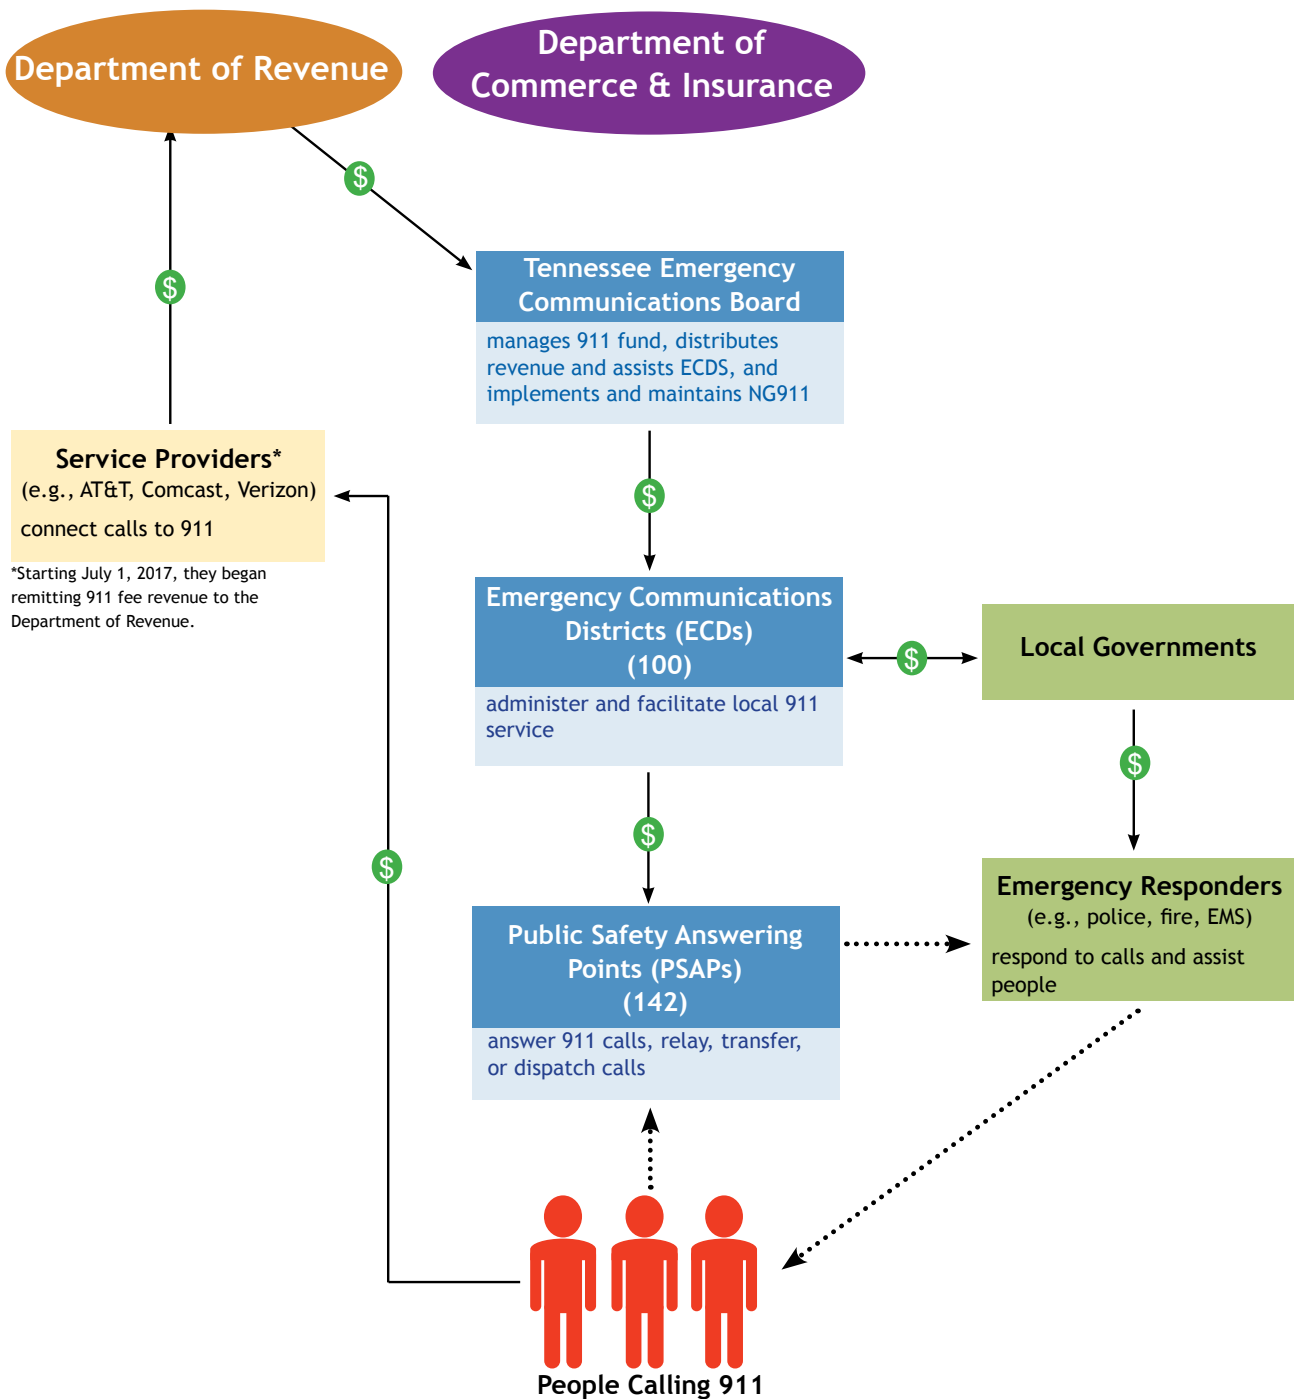 Department of Revenue
Department of
Commerce & Insurance
$
$
Tennessee Emergency
Communications Board
manages 911 fund, distributes
revenue and assists ECDS, and
implements and maintains NG911
Service Providers*
(e.g., AT&T, Comcast, Verizon)
connect calls to 911
*Starting July 1, 2017, they began
remitting 911 fee revenue to the
Department of Revenue.
$
Emergency Communications
Districts (ECDs)
(100)
administer and facilitate local 911
service
$
Local Governments
$
$
$
Public Safety Answering
Points (PSAPs)
(142)
answer 911 calls, relay, transfer,
or dispatch calls
Emergency Responders
(e.g., police, fire, EMS)
respond to calls and assist
people
People Calling 911